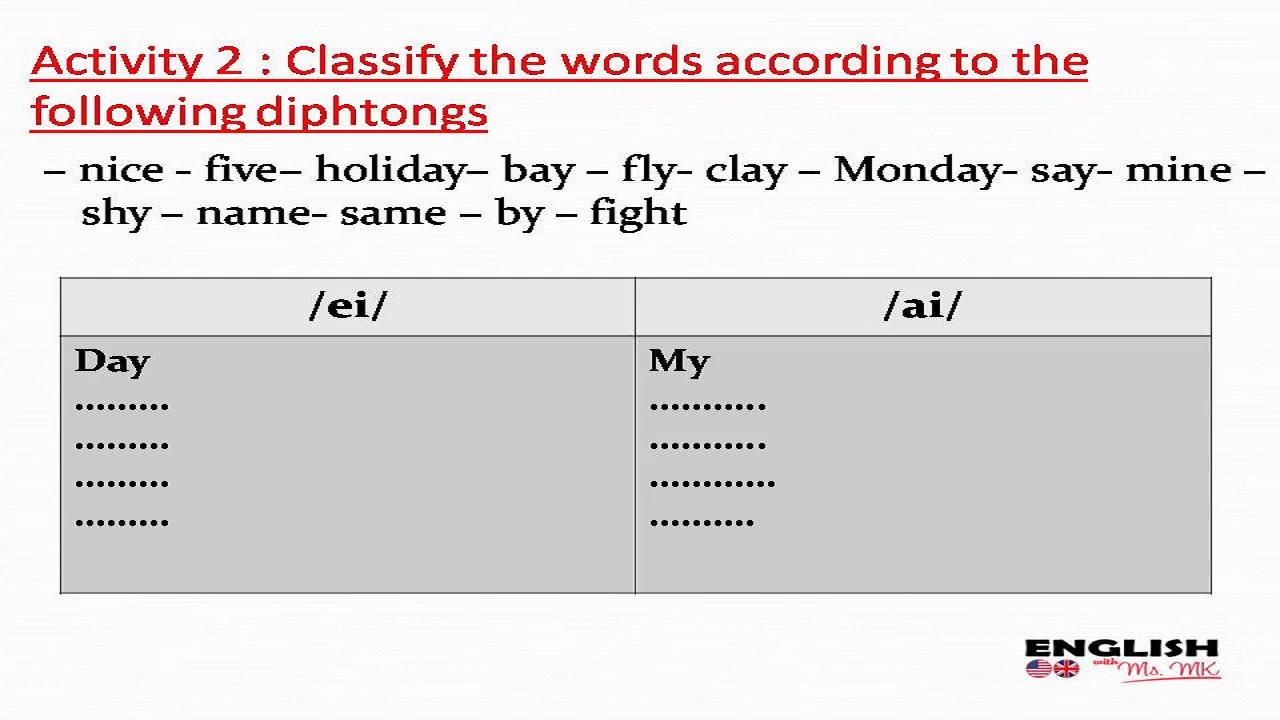 Activity 2 : Classify the words according to the
following diphtongs
– nice - five– holiday– bay – fly- clay – Monday- say- mine –
shy – name- same – by – fight
/ei/ /ai/
Day My
......... ...........
......... ...........
......... ............
......... ..........
ENGLISH
with Ms. MK